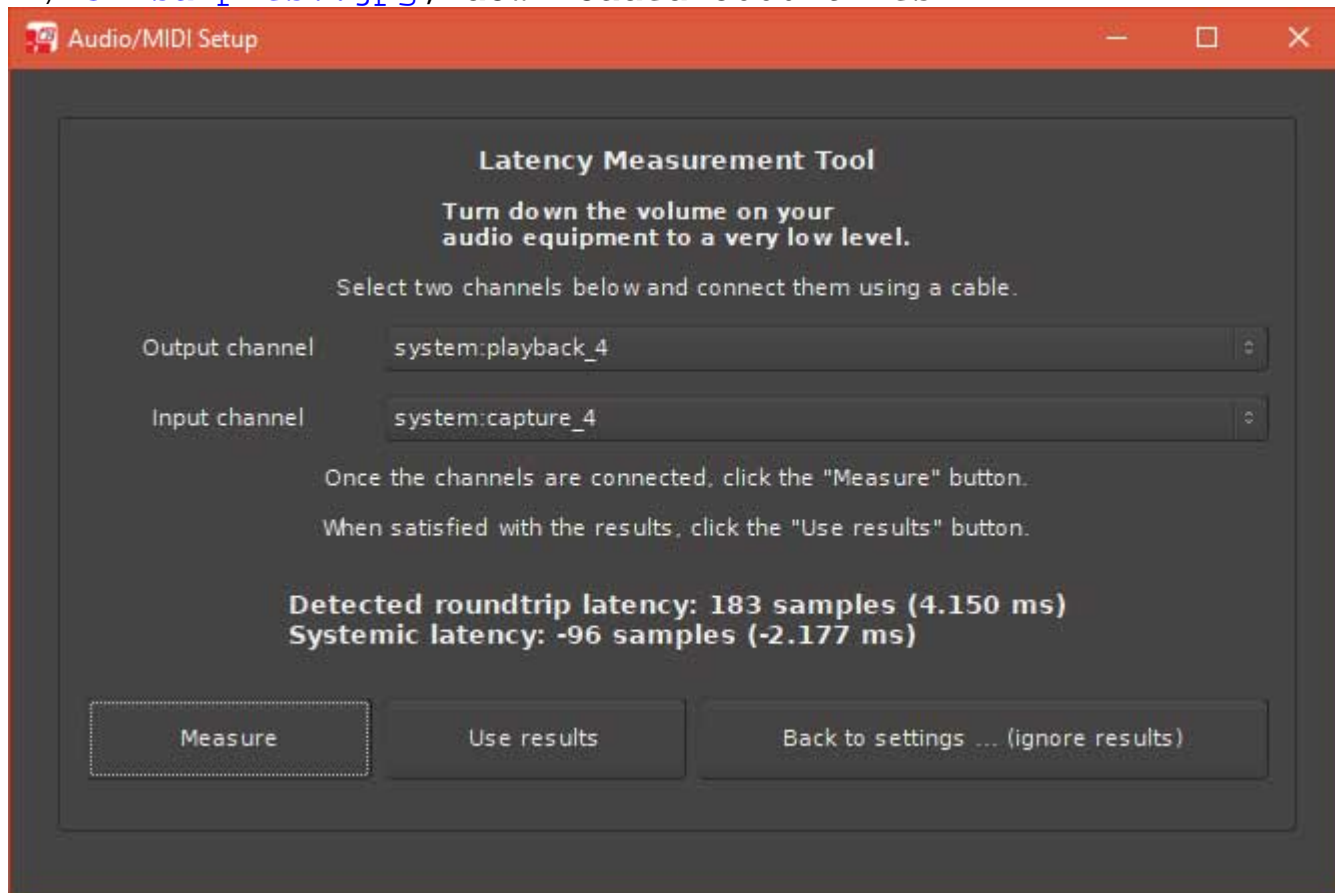 Audio/MIDI Setup
Latency Measurement Tool
Turn down the volume on your
audio equipment to a very low level.
Select two channels below and connect them using a cable.
Output channel system:playback_4
Input channel system:capture_4
Once the channels are connected, click the "Measure" button.
When satisfied with the results, click the "Use results" button.
Detected roundtrip latency: 183 samples (4.150 ms)
Systemic latency: -96 samples (-2.177 ms)
Measure Use results Back to settings ... (ignore results)